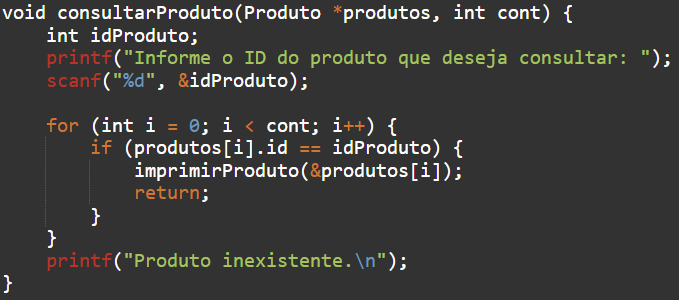 void consultarProduto(Produto *produtos, int cont) {
    int idProduto;
    printf("Informe o ID do produto que deseja consultar: ");
    scanf("%d", &idProduto);

    for (int i = 0; i < cont; i++) {
        if (produtos[i].id == idProduto) {
            imprimirProduto(&produtos[i]);
            return;
        }
    }
    printf("Produto inexistente.\n");
}